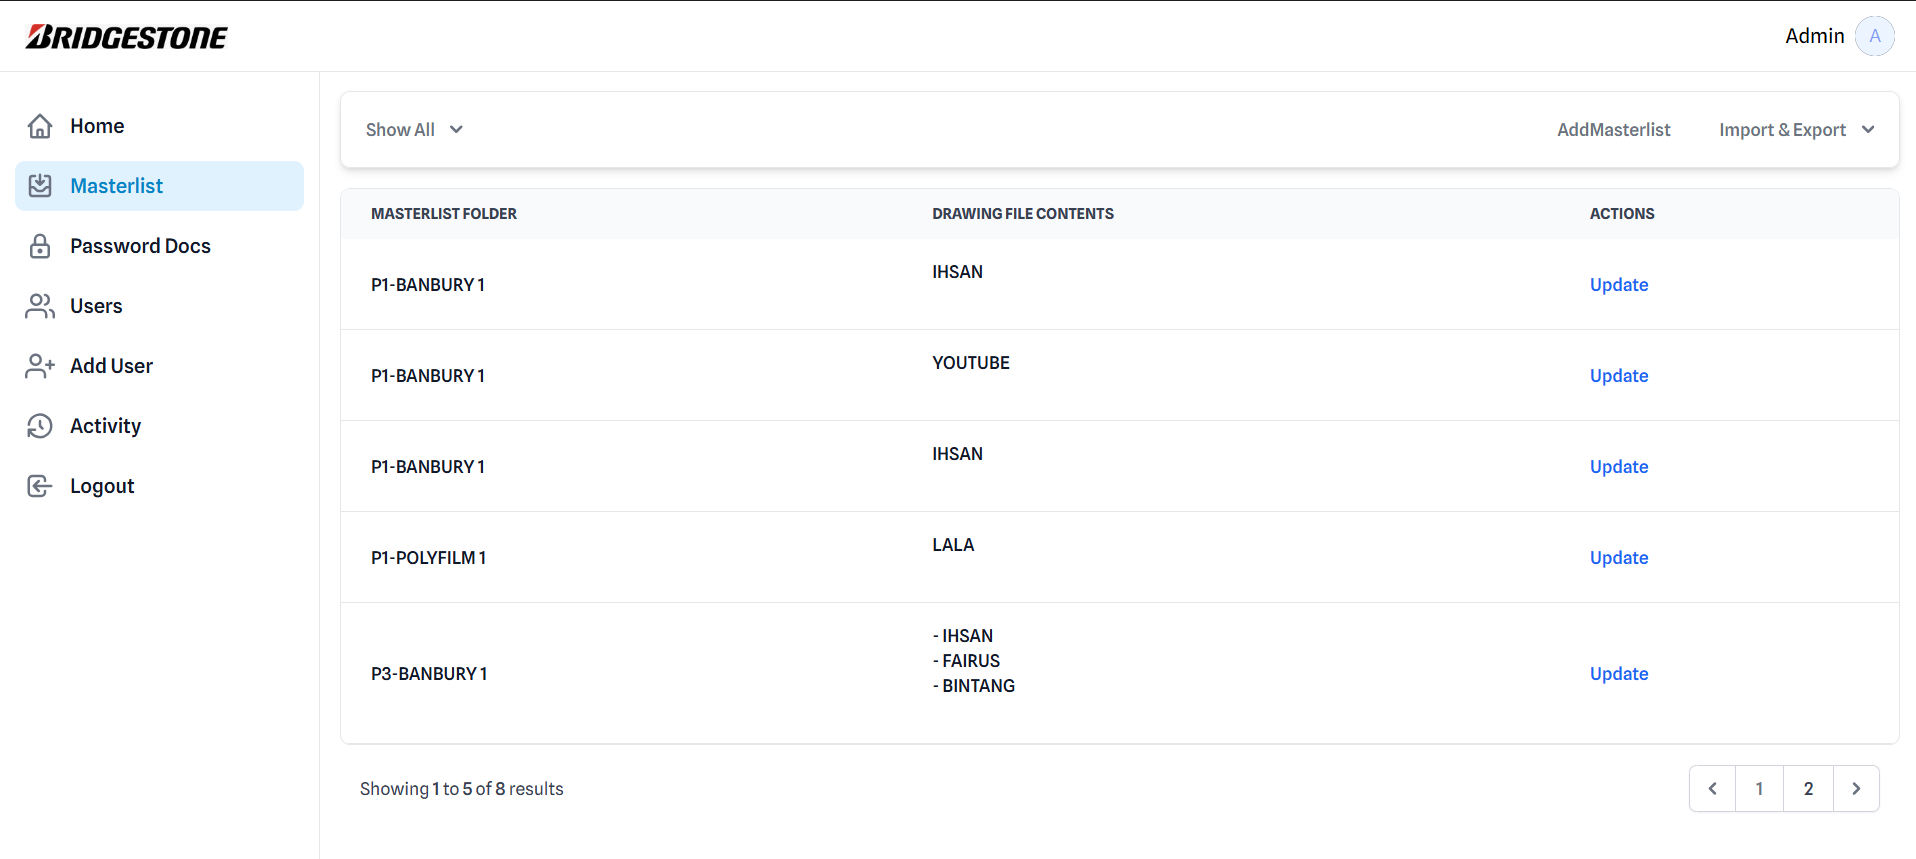 BRIDGESTONE
Admin A
Home
Masterlist
Password Docs
Users
Add User
Activity
Logout
Show All
AddMasterlist
Import & Export
MASTERLIST FOLDER DRAWING FILE CONTENTS ACTIONS
P1-BANBURY 1 IHSAN Update
P1-BANBURY 1 YOUTUBE Update
P1-BANBURY 1 IHSAN Update
P1-POLYFILM 1 LALA Update
P3-BANBURY 1
- IHSAN
- FAIRUS
- BINTANG
Update
Showing 1 to 5 of 8 results
1 2